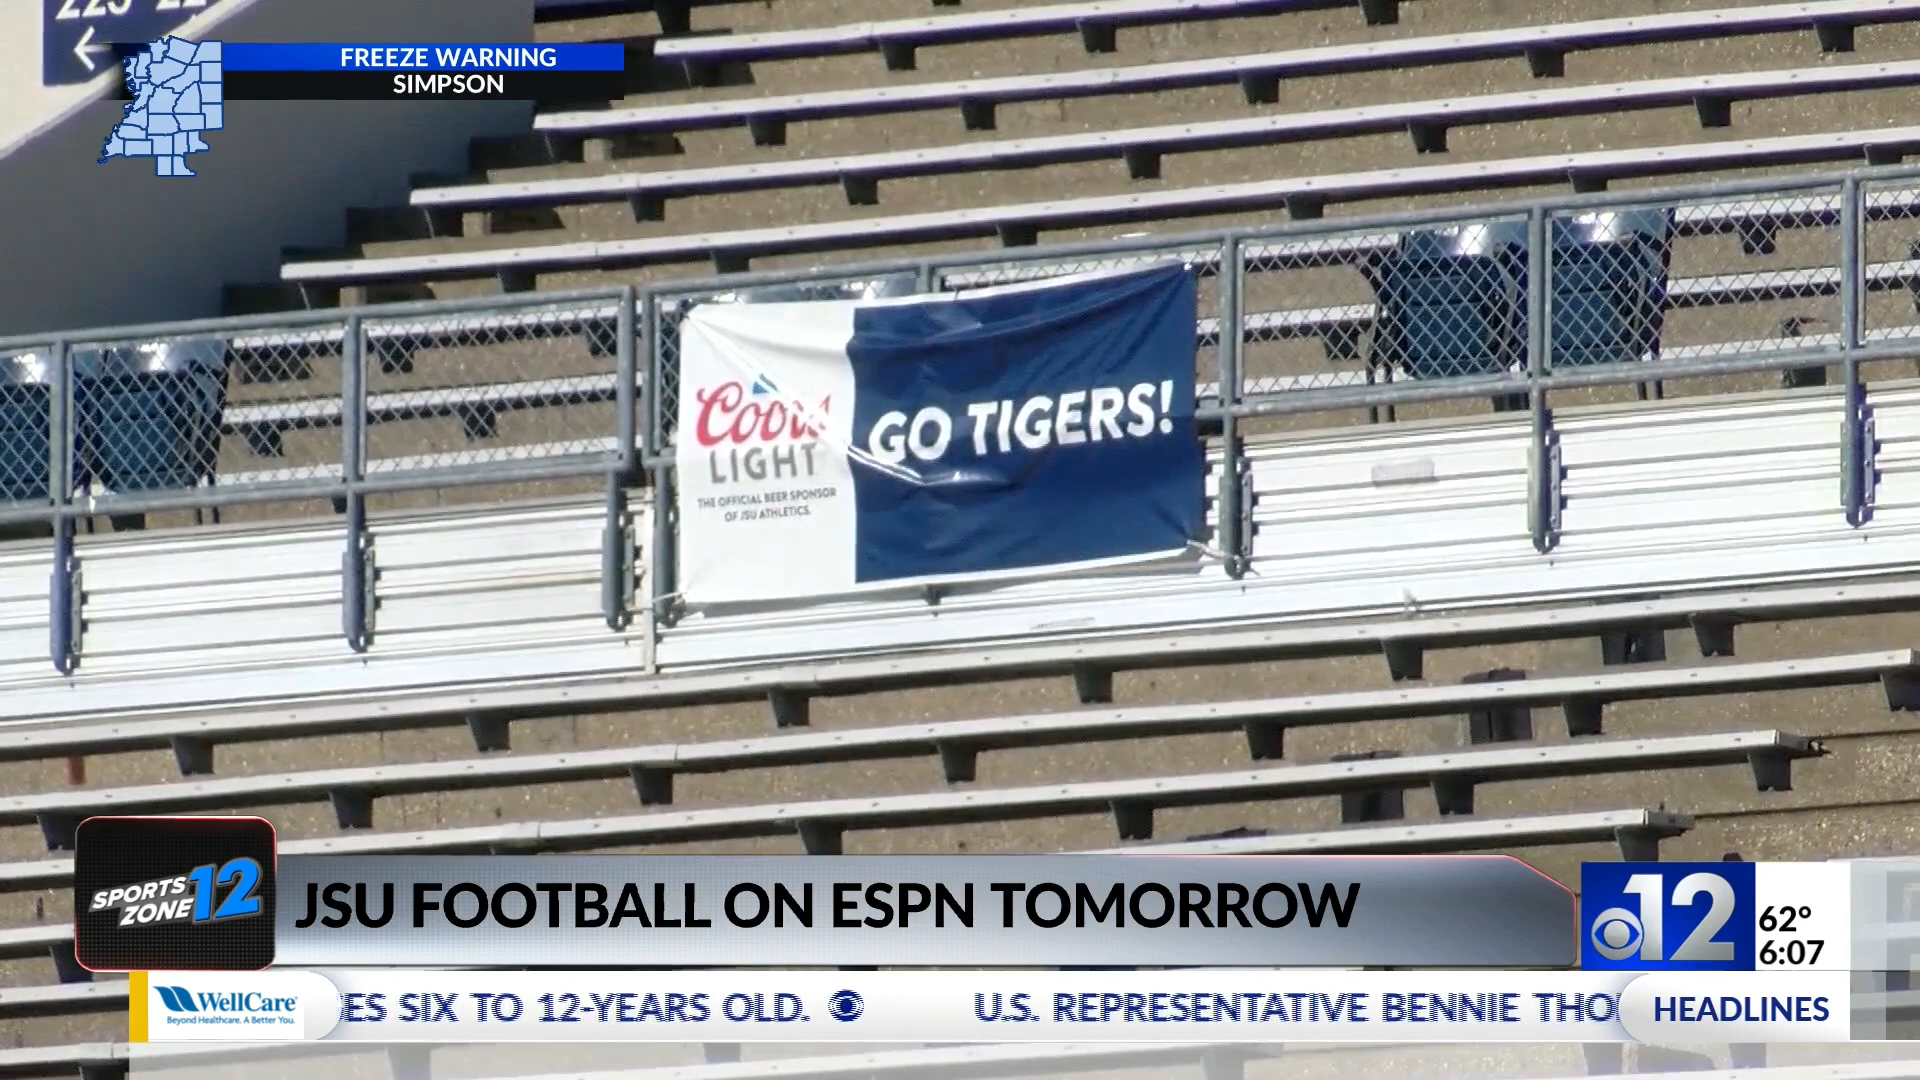 FREEZE WARNING
SIMPSON
Coors
LIGHT
THE OFFICIAL BEER SPONSOR
OF JSU ATHLETICS.
GO TIGERS!
SPORTS
ZONE 12
JSU FOOTBALL ON ESPN TOMORROW
12
62°
6:07
WellCare
Beyond Healthcare. A Better You.
SIX TO 12-YEARS OLD.
U.S. REPRESENTATIVE BENNIE
HEADLINES